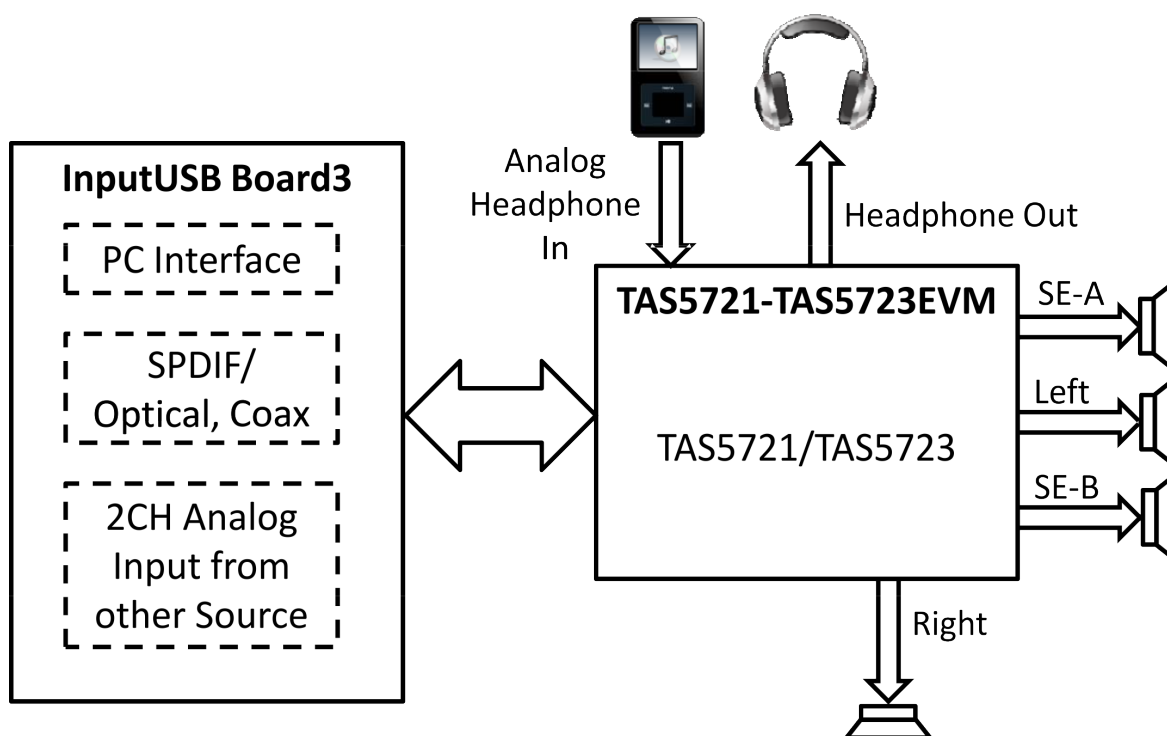 InputUSB Board3
PC Interface
SPDIF/
Optical, Coax
2CH Analog
Input from
other Source
Analog
Headphone
In
Headphone Out
TAS5721-TAS5723EVM
TAS5721/TAS5723
SE-A
Left
SE-B
Right